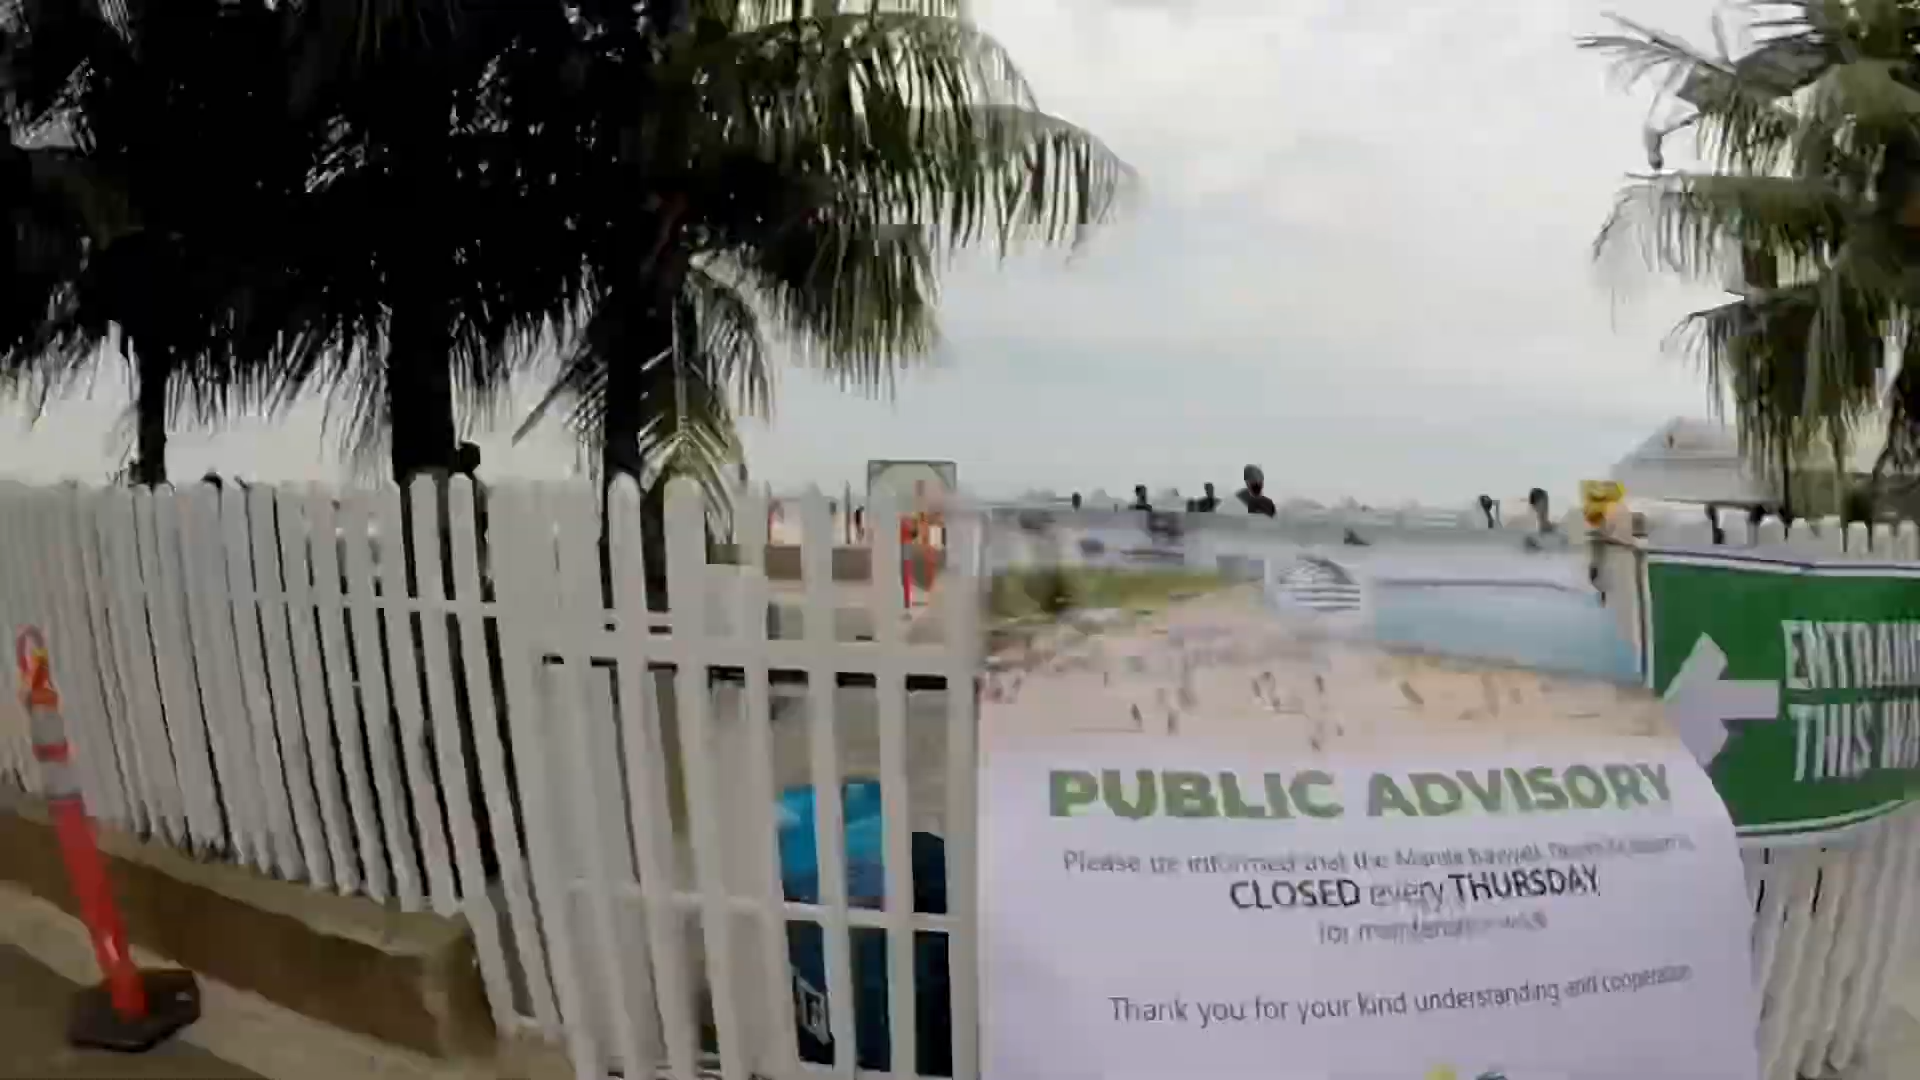 ENTRAN
THIS W
PUBLIC ADVISORY
Please be informed that the Manila
CLOSED every THURSDAY
for
Thank you for your kind understanding and cooperation